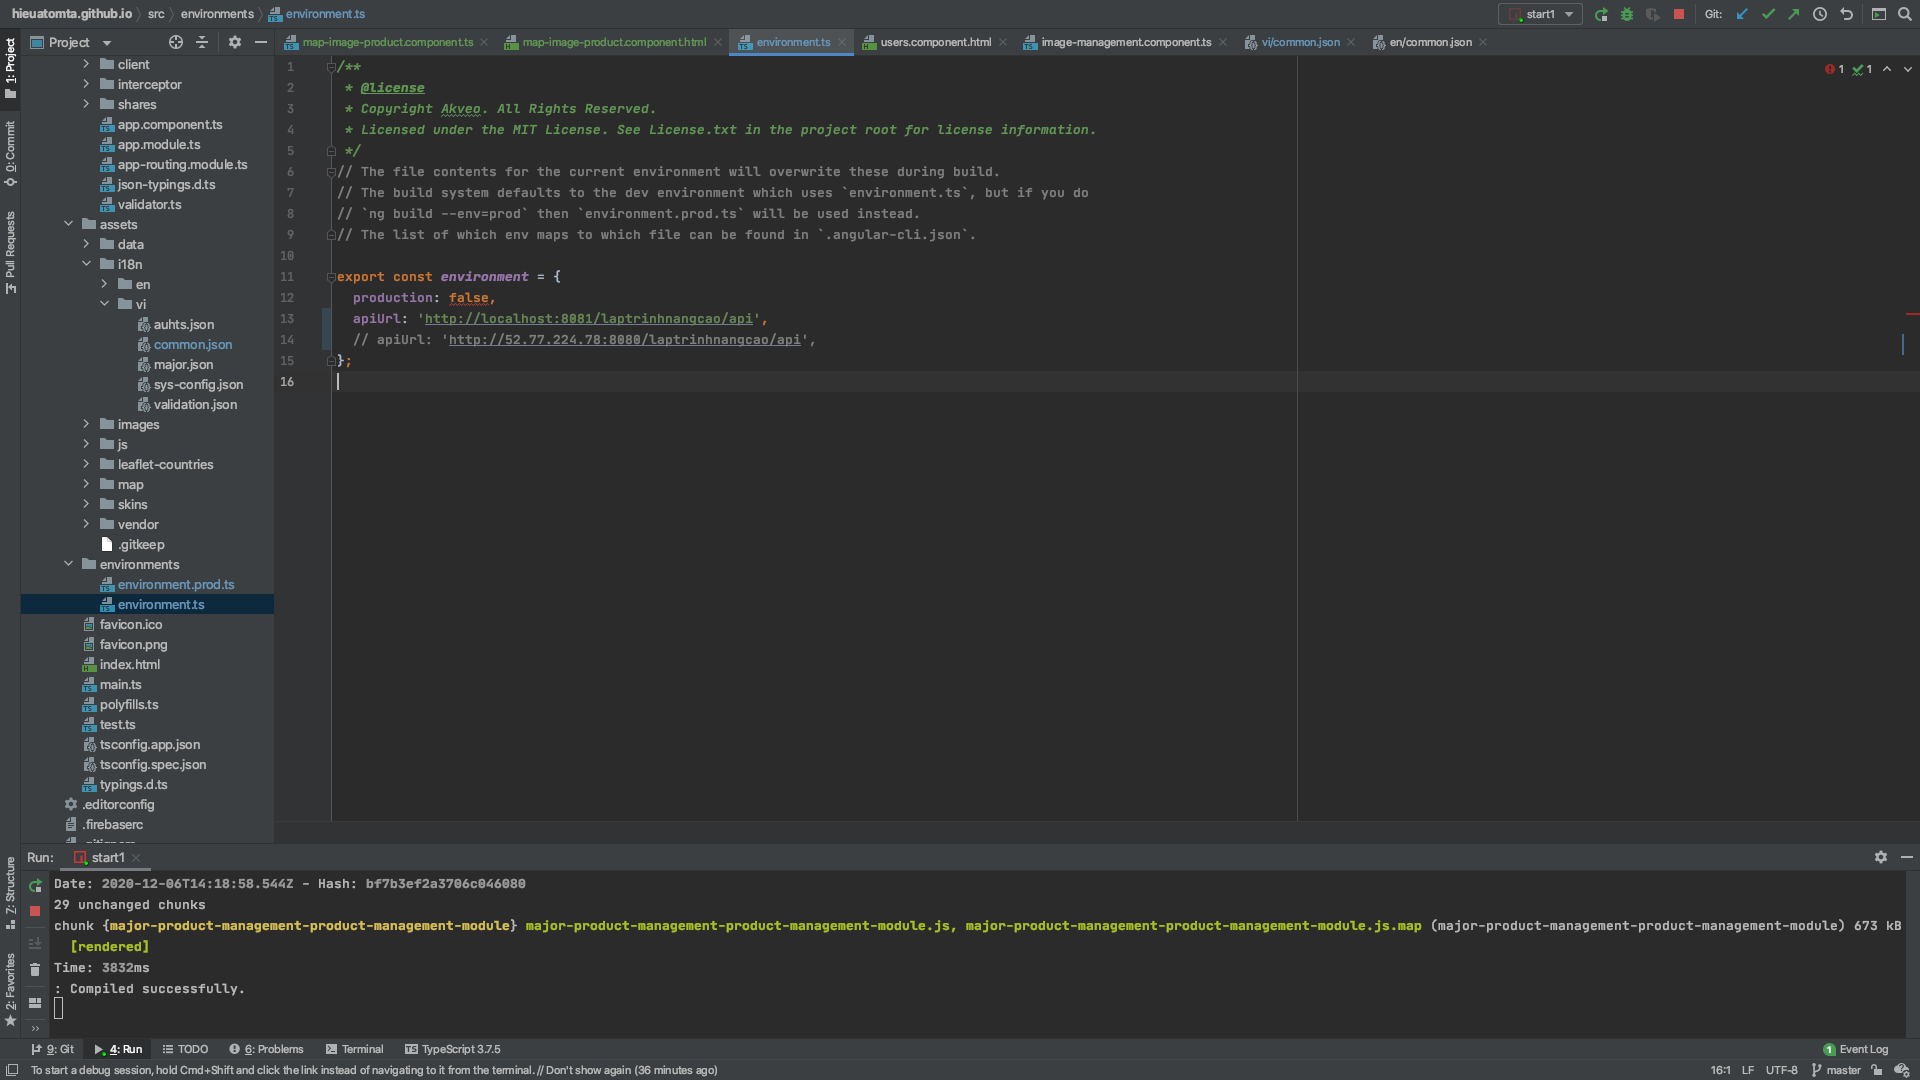 hieuatomta.github.io src environments environment.ts start1 Git:
Project
map-image-product.component.ts map-image-product.component.html environment.ts users.component.html image-management.component.ts vi/common.json en/common.json
1: Project
0: Commit
Pull Requests
Z: Structure
2: Favorites
client
interceptor
shares
app.component.ts
app.module.ts
app-routing.module.ts
json-typings.d.ts
validator.ts
assets
data
i18n
en
vi
auhts.json
common.json
major.json
sys-config.json
validation.json
images
js
leaflet-countries
map
skins
vendor
.gitkeep
environments
environment.prod.ts
environment.ts
favicon.ico
favicon.png
index.html
main.ts
polyfills.ts
test.ts
tsconfig.app.json
tsconfig.spec.json
typings.d.ts
.editorconfig
.firebaserc
1 1
1 /**
2 * @license
3 * Copyright Akveo. All Rights Reserved.
4 * Licensed under the MIT License. See License.txt in the project root for license information.
5 */
6 // The file contents for the current environment will overwrite these during build.
7 // The build system defaults to the dev environment which uses `environment.ts`, but if you do
8 // `ng build --env=prod` then `environment.prod.ts` will be used instead.
9 // The list of which env maps to which file can be found in `.angular-cli.json`.
10
11 export const environment = {
12 production: false,
13 apiUrl: 'http://localhost:8081/laptrinhnangcao/api',
14 // apiUrl: 'http://52.77.224.78:8080/laptrinhnangcao/api',
15 };
16
Run: start1
Date: 2020-12-06T14:18:58.544Z - Hash: bf7b3ef2a3706c046080
29 unchanged chunks
chunk {major-product-management-product-management-module} major-product-management-product-management-module.js, major-product-management-product-management-module.js.map (major-product-management-product-management-module) 673 kB
[rendered]
Time: 3832ms
: Compiled successfully.
9: Git 4: Run TODO 6: Problems Terminal TypeScript 3.7.5 1 Event Log
To start a debug session, hold Cmd+Shift and click the link instead of navigating to it from the terminal. // Don't show again (36 minutes ago) 16:1 LF UTF-8 master